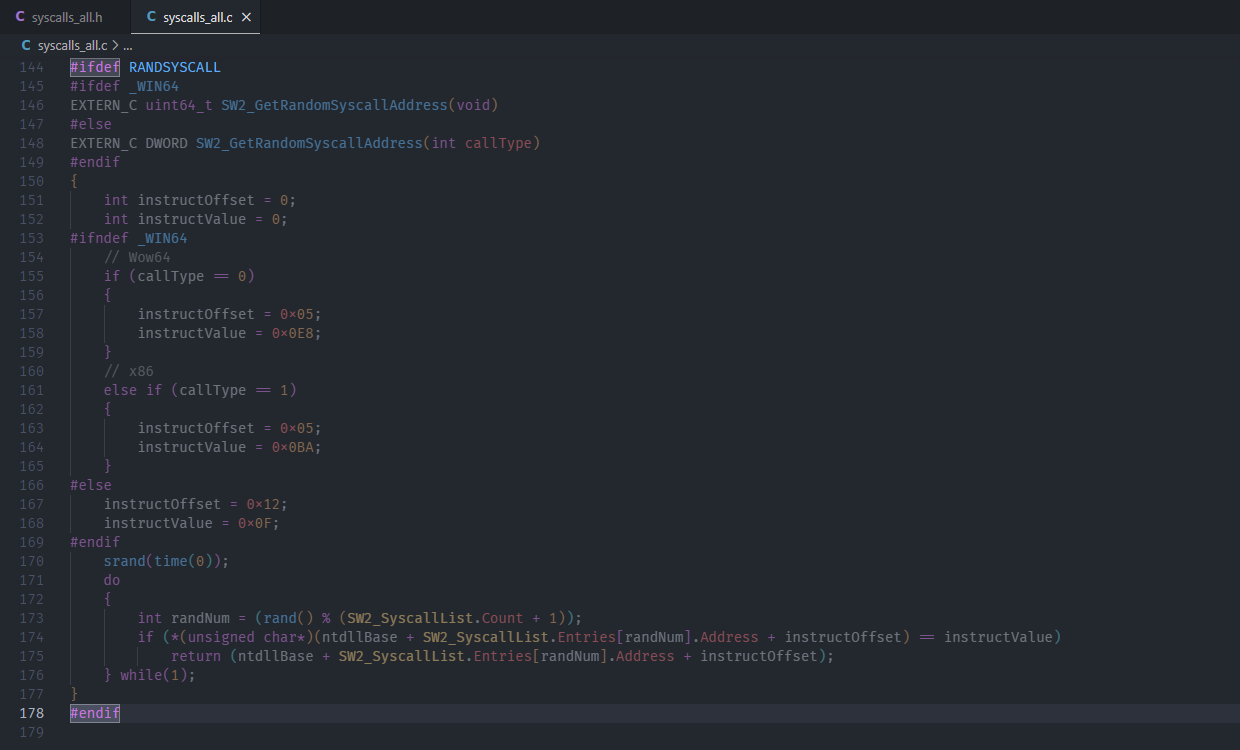 C syscalls_all.h C syscalls_all.c ×
C syscalls_all.c > ...
144 #ifdef RANDSYSCALL
145 #ifdef _WIN64
146 EXTERN_C uint64_t SW2_GetRandomSyscallAddress(void)
147 #else
148 EXTERN_C DWORD SW2_GetRandomSyscallAddress(int callType)
149 #endif
150 {
151     int instructOffset = 0;
152     int instructValue = 0;
153 #ifndef _WIN64
154     // Wow64
155     if (callType == 0)
156     {
157         instructOffset = 0x05;
158         instructValue = 0x0E8;
159     }
160     // x86
161     else if (callType == 1)
162     {
163         instructOffset = 0x05;
164         instructValue = 0x0BA;
165     }
166 #else
167     instructOffset = 0x12;
168     instructValue = 0x0F;
169 #endif
170     srand(time(0));
171     do
172     {
173         int randNum = (rand() % (SW2_SyscallList.Count + 1));
174         if (*(unsigned char*)(ntdllBase + SW2_SyscallList.Entries[randNum].Address + instructOffset) == instructValue)
175             return (ntdllBase + SW2_SyscallList.Entries[randNum].Address + instructOffset);
176     } while(1);
177 }
178 #endif
179